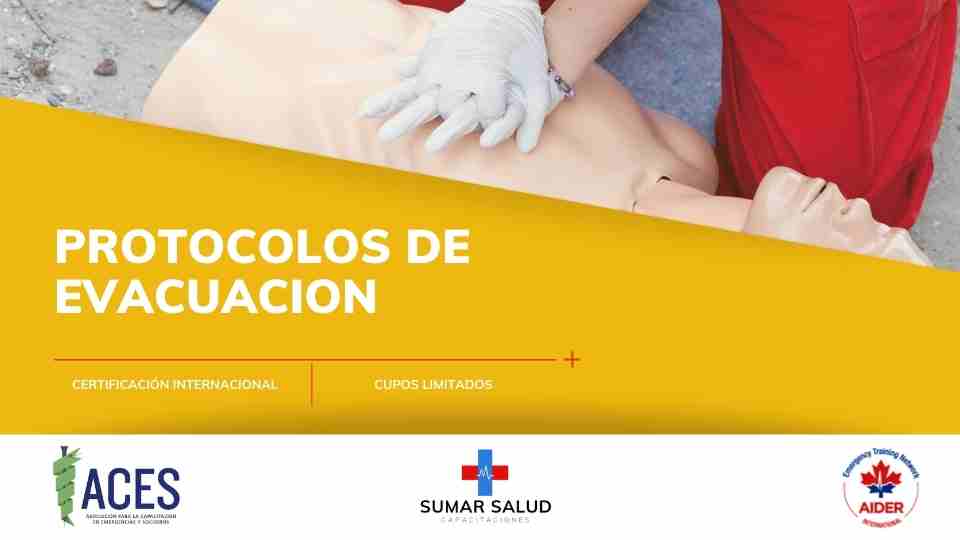 PROTOCOLOS DE
EVACUACION
CERTIFICACIÓN INTERNACIONAL
CUPOS LIMITADOS
ACES
ASOCIACIÓN PARA LA CAPACITACIÓN
EN EMERGENCIAS Y SOCORROS
SUMAR SALUD
CAPACITACIONES
Emergency Training Network
AIDER
INTERNATIONAL